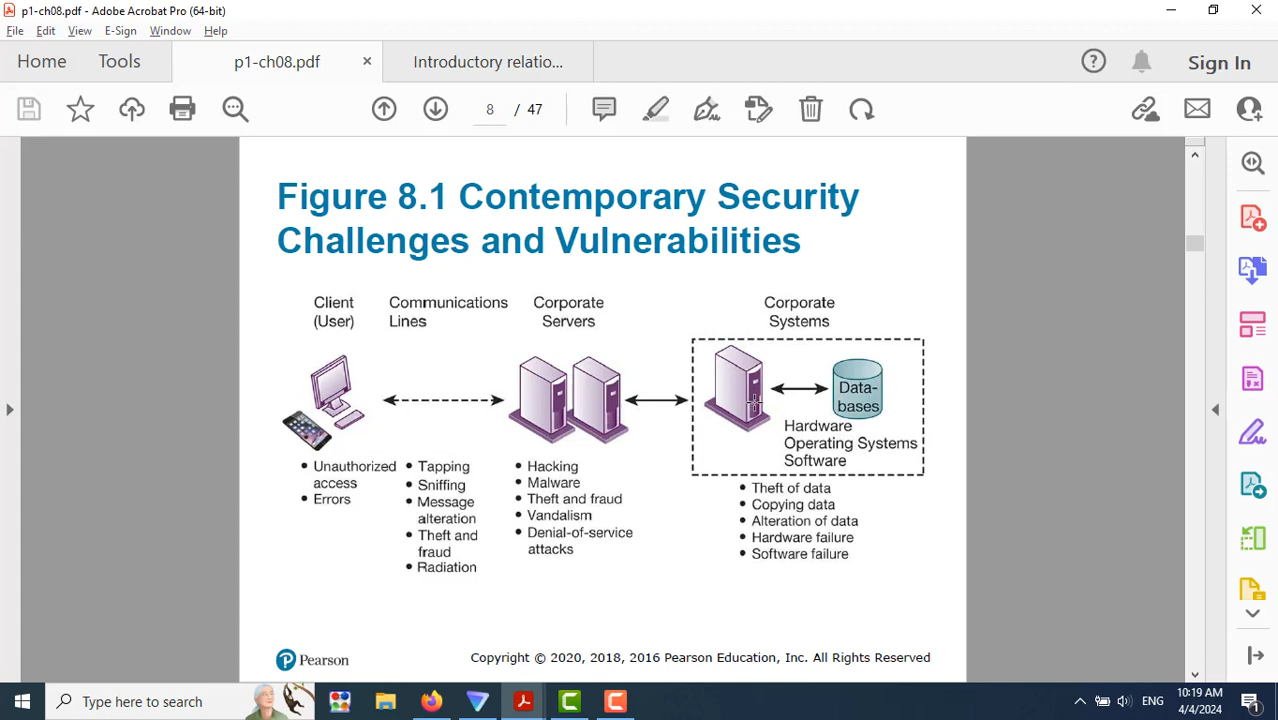 p1-ch08.pdf - Adobe Acrobat Pro (64-bit)
File Edit View E-Sign Window Help
Home Tools p1-ch08.pdf × Introductory relatio...
Sign In
8 / 47
Figure 8.1 Contemporary Security
Challenges and Vulnerabilities
Client
(User)
Communications
Lines
Corporate
Servers
Corporate
Systems
Data-
bases
Hardware
Operating Systems
Software
• Unauthorized
access
• Errors
• Tapping
• Sniffing
• Message
alteration
• Theft and
fraud
• Radiation
• Hacking
• Malware
• Theft and fraud
• Vandalism
• Denial-of-service
attacks
• Theft of data
• Copying data
• Alteration of data
• Hardware failure
• Software failure
Pearson
Copyright © 2020, 2018, 2016 Pearson Education, Inc. All Rights Reserved
Type here to search
ENG
10:19 AM
4/4/2024
1